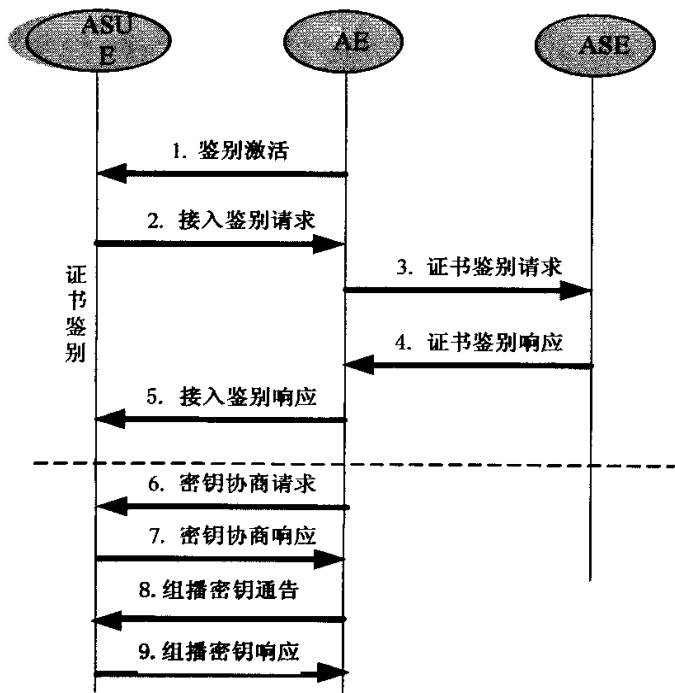 ASU
E
AE
ASE
1. 鉴别激活
2. 接入鉴别请求
3. 证书鉴别请求
证
书
鉴
别
4. 证书鉴别响应
5. 接入鉴别响应
6. 密钥协商请求
7. 密钥协商响应
8. 组播密钥通告
9. 组播密钥响应